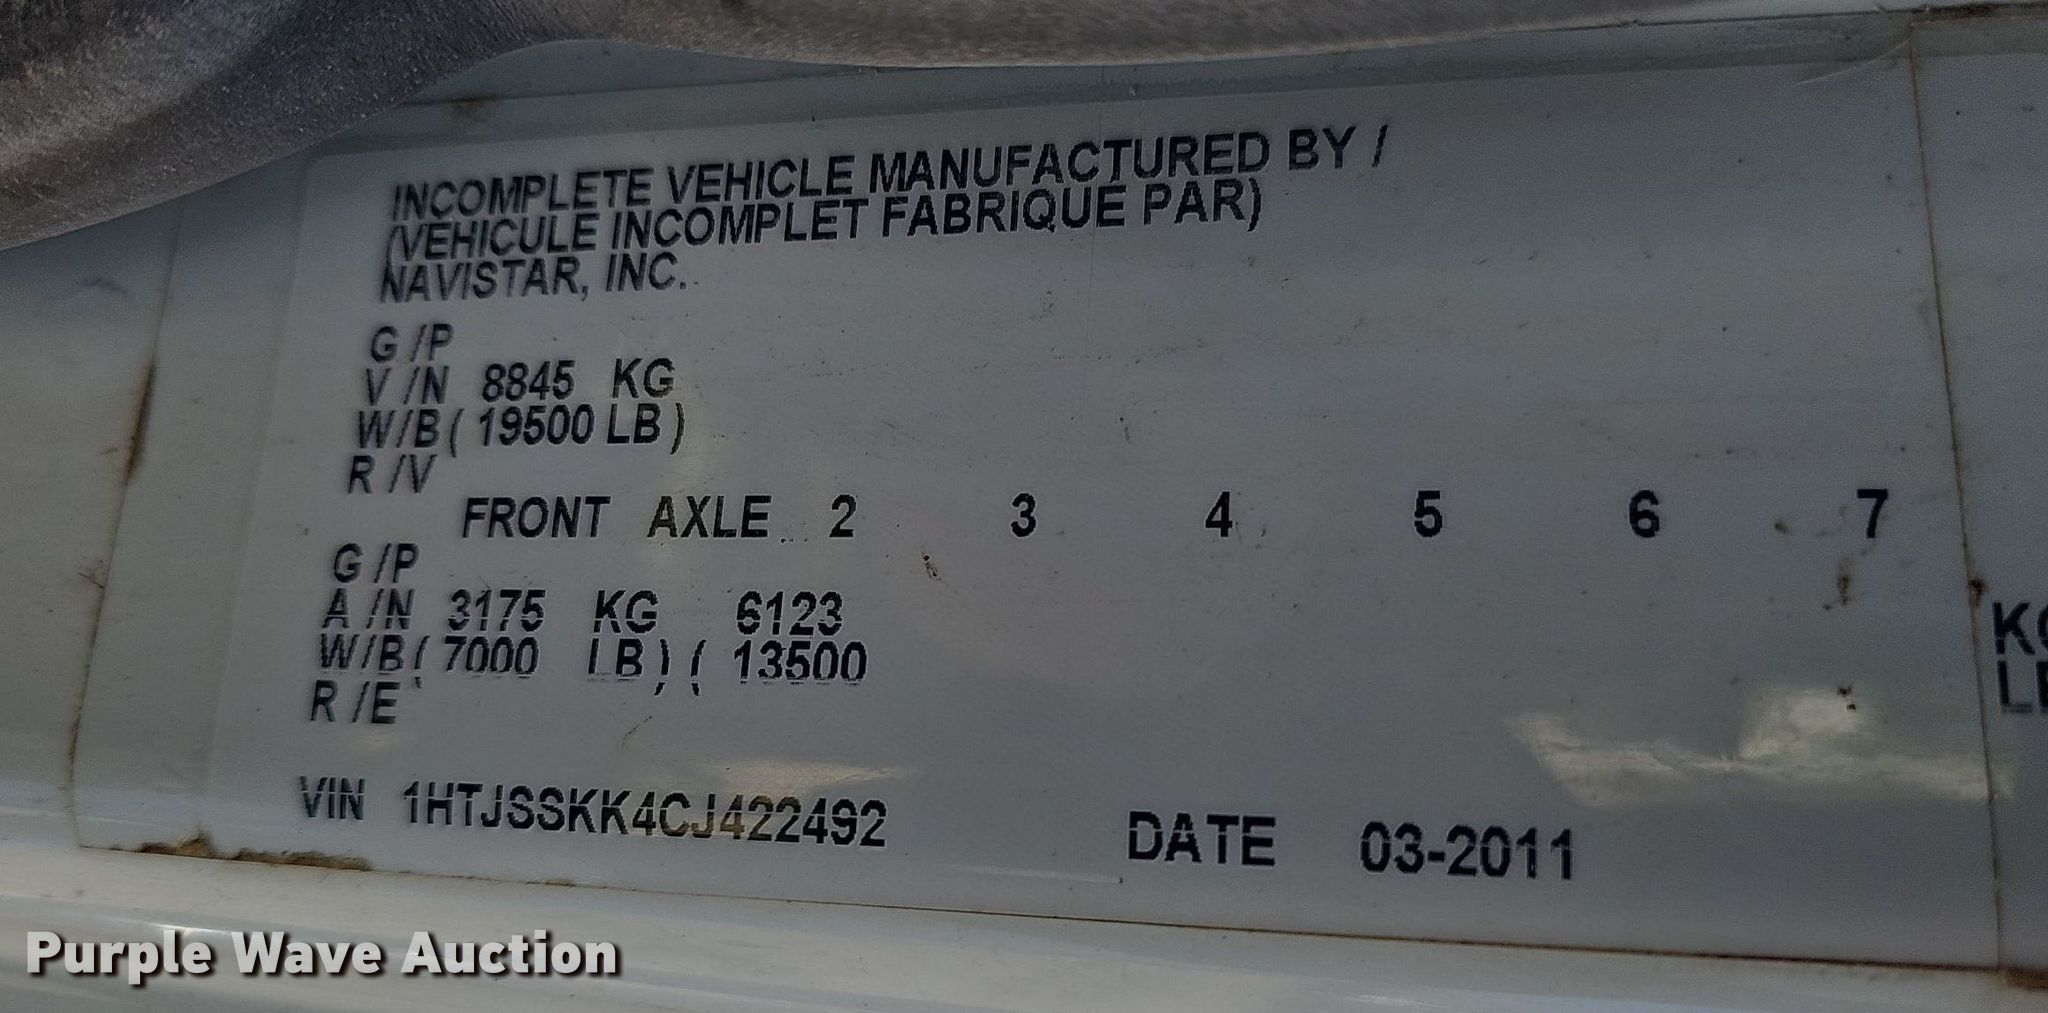 INCOMPLETE VEHICLE MANUFACTURED BY /
(VEHICULE INCOMPLET FABRIQUE PAR)
NAVISTAR, INC.
G /P
V /N 8845 KG
W/B ( 19500 LB )
R /V
FRONT AXLE 2 3 4 5 6 7
G /P
A /N 3175 KG 6123
W/B ( 7000 LB ) ( 13500
R /E
VIN 1HTJSSKK4CJ422492
DATE 03-2011
Purple Wave Auction